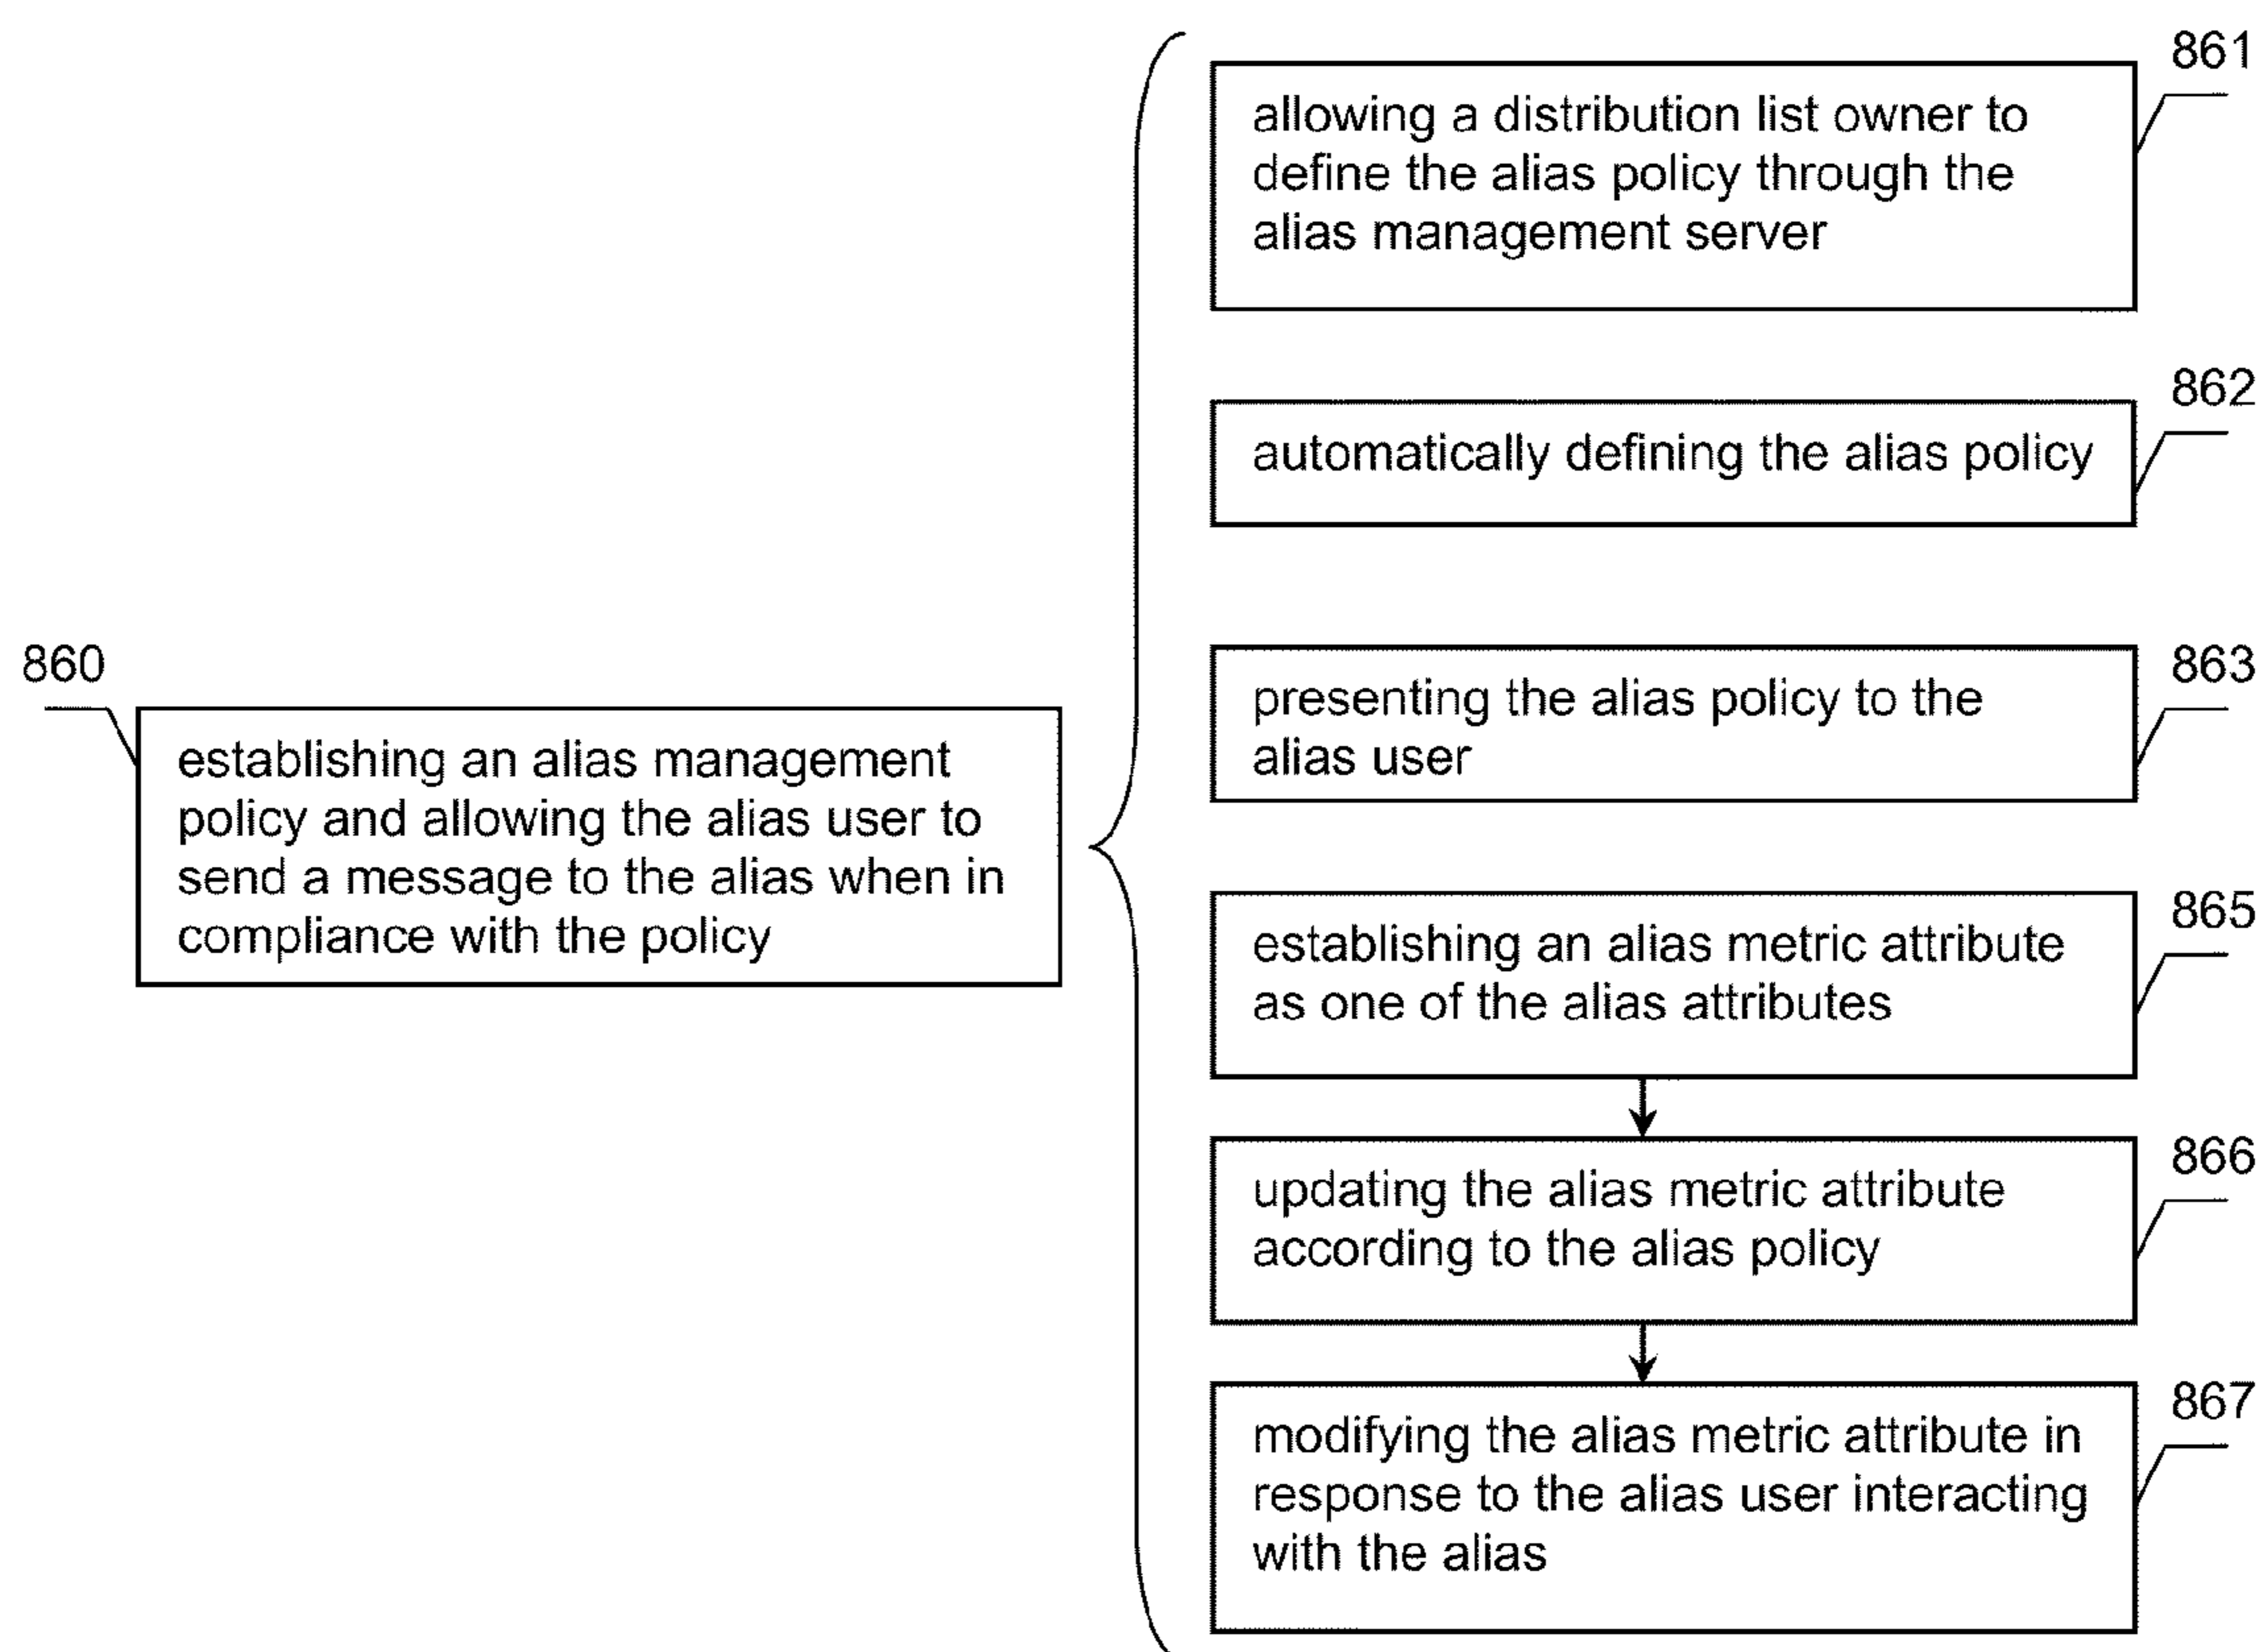 860
establishing an alias management
policy and allowing the alias user to
send a message to the alias when in
compliance with the policy
861
allowing a distribution list owner to
define the alias policy through the
alias management server
862
automatically defining the alias policy
863
presenting the alias policy to the
alias user
865
establishing an alias metric attribute
as one of the alias attributes
866
updating the alias metric attribute
according to the alias policy
867
modifying the alias metric attribute in
response to the alias user interacting
with the alias